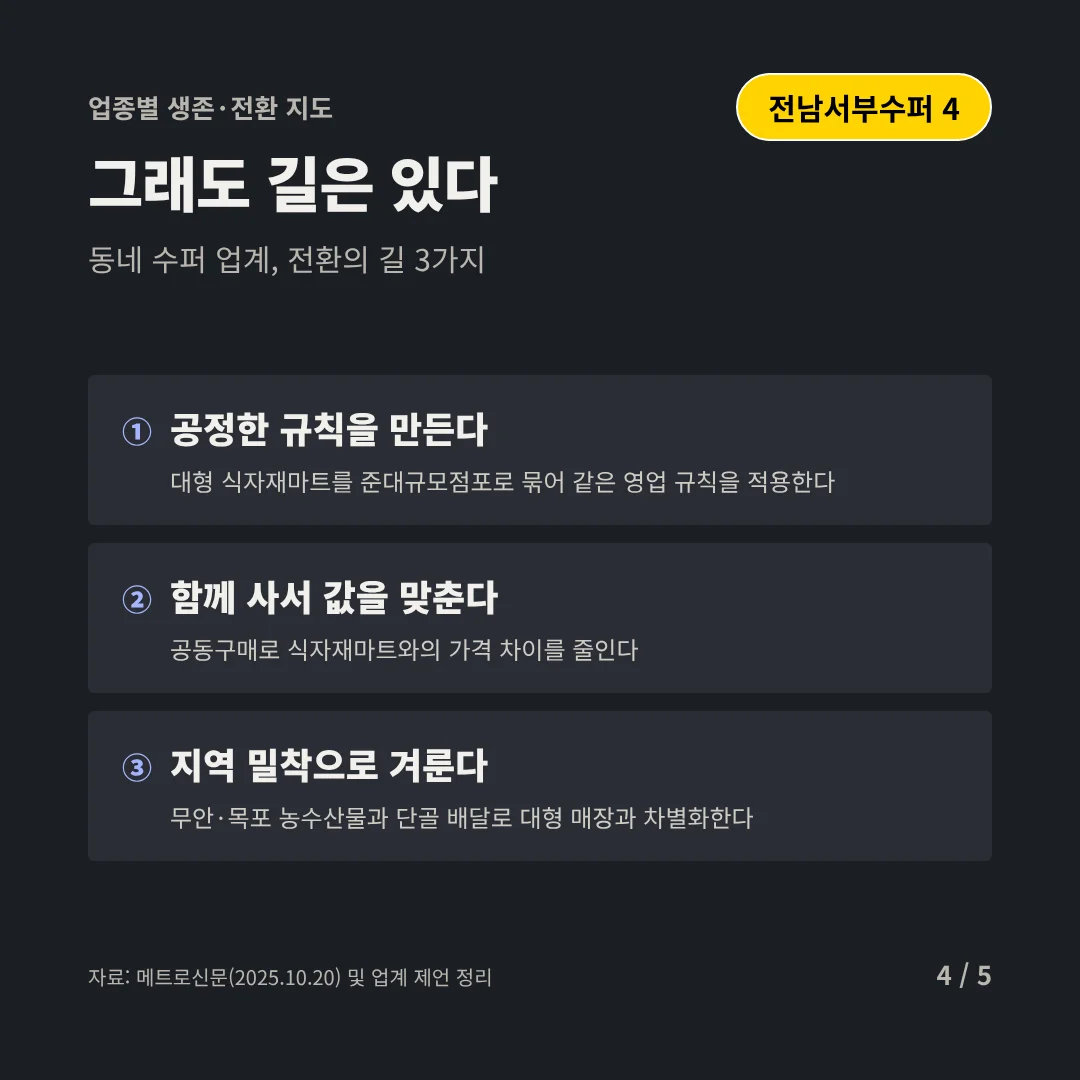 업종별 생존·전환 지도
전남서부수퍼 4
그래도 길은 있다
동네 수퍼 업계, 전환의 길 3가지
① 공정한 규칙을 만든다
대형 식자재마트를 준대규모점포로 묶어 같은 영업 규칙을 적용한다
② 함께 사서 값을 맞춘다
공동구매로 식자재마트와의 가격 차이를 줄인다
③ 지역 밀착으로 겨룬다
무안·목포 농수산물과 단골 배달로 대형 매장과 차별화한다
자료: 메트로신문(2025.10.20) 및 업계 제언 정리
4 / 5